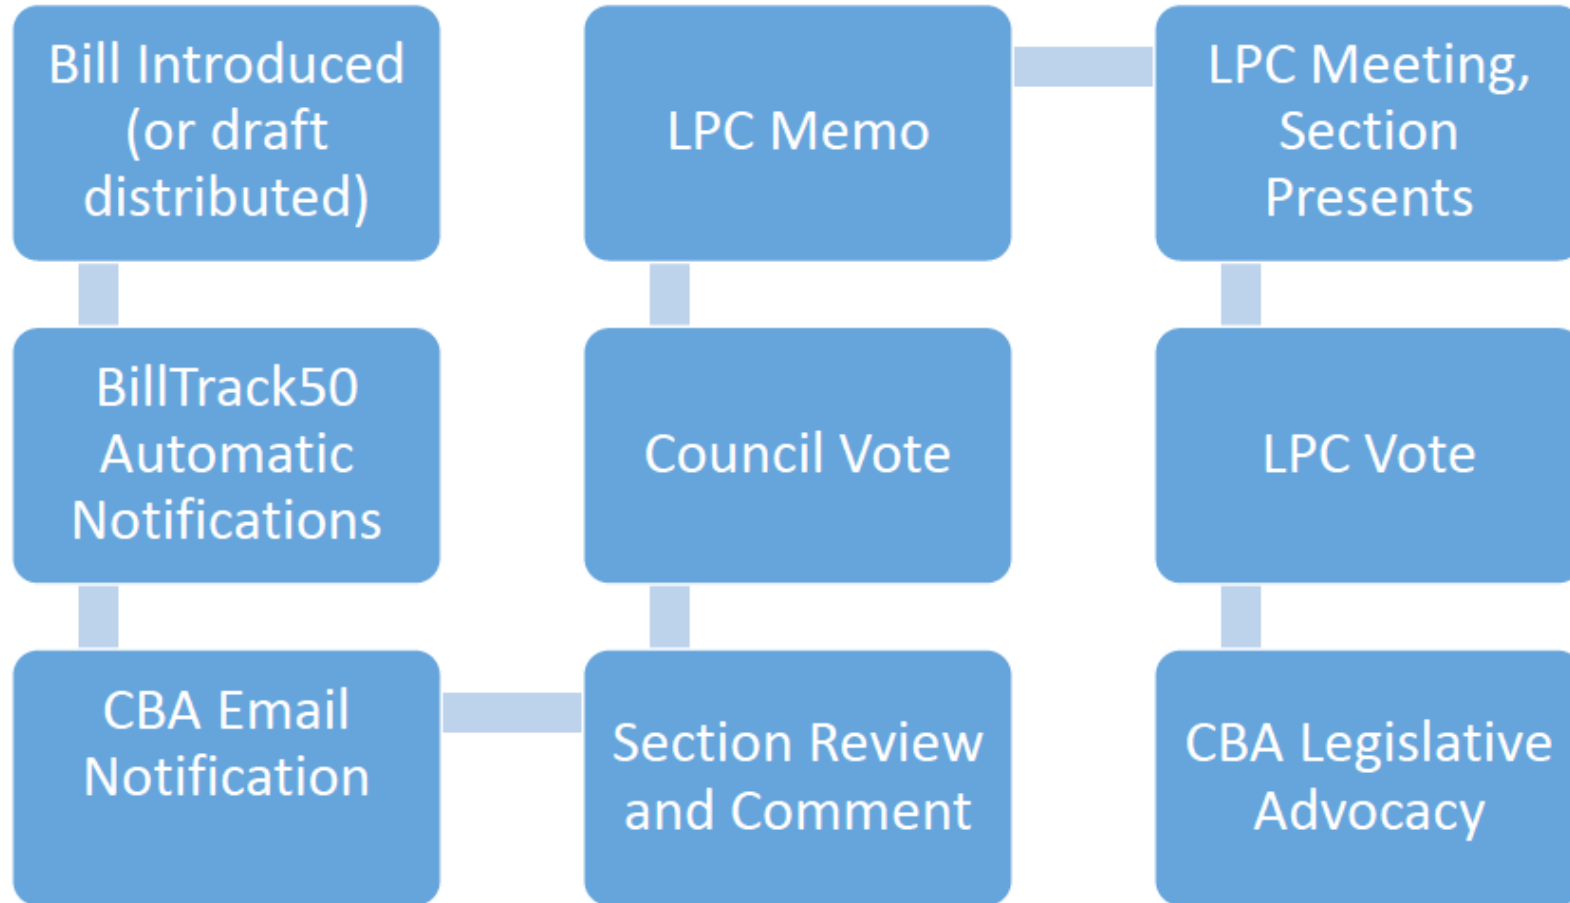 Bill Introduced
(or draft
distributed)
BillTrack50
Automatic
Notifications
CBA Email
Notification
Section Review
and Comment
Council Vote
LPC Memo
LPC Meeting,
Section
Presents
LPC Vote
CBA Legislative
Advocacy